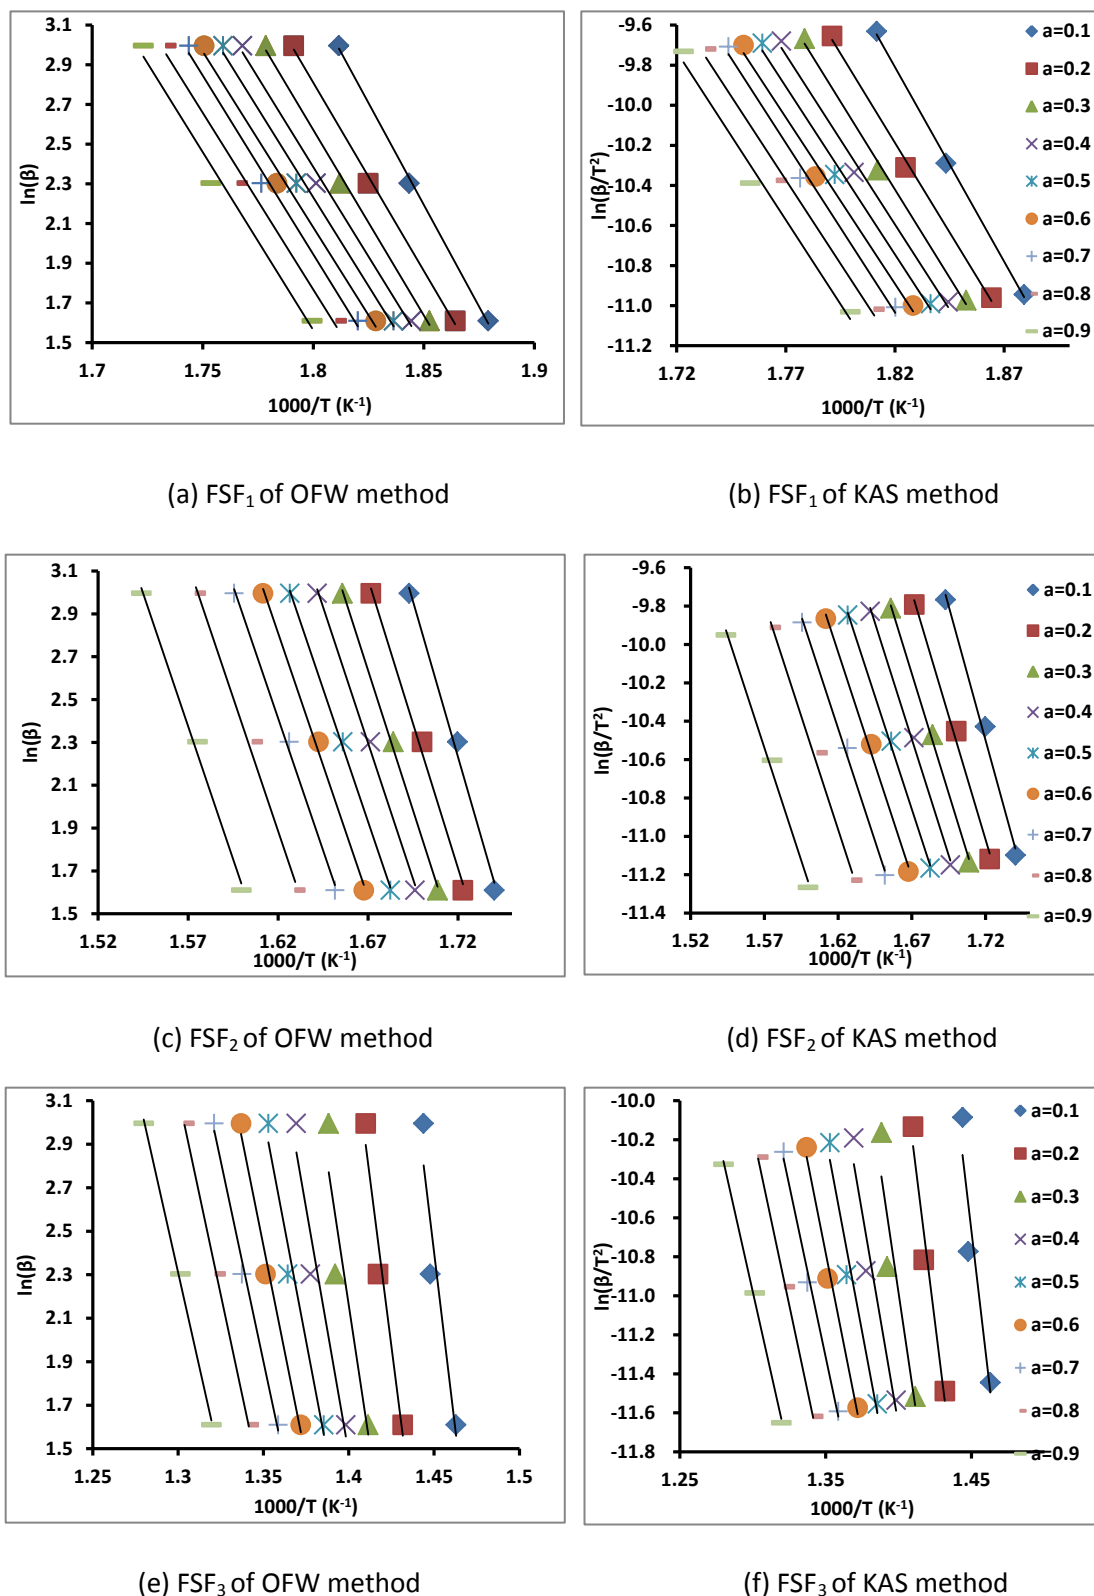 3.1
2.9
2.7
2.5
2.3
2.1
1.9
1.7
1.5
ln(β)
1.7
1.75
1.8
1.85
1.9
1000/T (K-1)
(a) FSF1 of OFW method
-9.6
-9.8
-10.0
-10.2
-10.4
-10.6
-10.8
-11.0
-11.2
ln(β/T2)
1.72
1.77
1.82
1.87
1000/T (K-1)
a=0.1
a=0.2
a=0.3
a=0.4
a=0.5
a=0.6
a=0.7
a=0.8
a=0.9
(b) FSF1 of KAS method
3.1
2.9
2.7
2.5
2.3
2.1
1.9
1.7
1.5
ln(β)
1.52
1.57
1.62
1.67
1.72
1000/T (K-1)
(c) FSF2 of OFW method
-9.6
-9.8
-10.0
-10.2
-10.4
-10.6
-10.8
-11.0
-11.2
-11.4
ln(β/T2)
1.52
1.57
1.62
1.67
1.72
1000/T (K-1)
a=0.1
a=0.2
a=0.3
a=0.4
a=0.5
a=0.6
a=0.7
a=0.8
a=0.9
(d) FSF2 of KAS method
3.1
2.9
2.7
2.5
2.3
2.1
1.9
1.7
1.5
ln(β)
1.25
1.3
1.35
1.4
1.45
1.5
1000/T (K-1)
(e) FSF3 of OFW method
-10.0
-10.2
-10.4
-10.6
-10.8
-11.0
-11.2
-11.4
-11.6
-11.8
ln(β/T2)
1.25
1.35
1.45
1000/T (K-1)
a=0.1
a=0.2
a=0.3
a=0.4
a=0.5
a=0.6
a=0.7
a=0.8
a=0.9
(f) FSF3 of KAS method